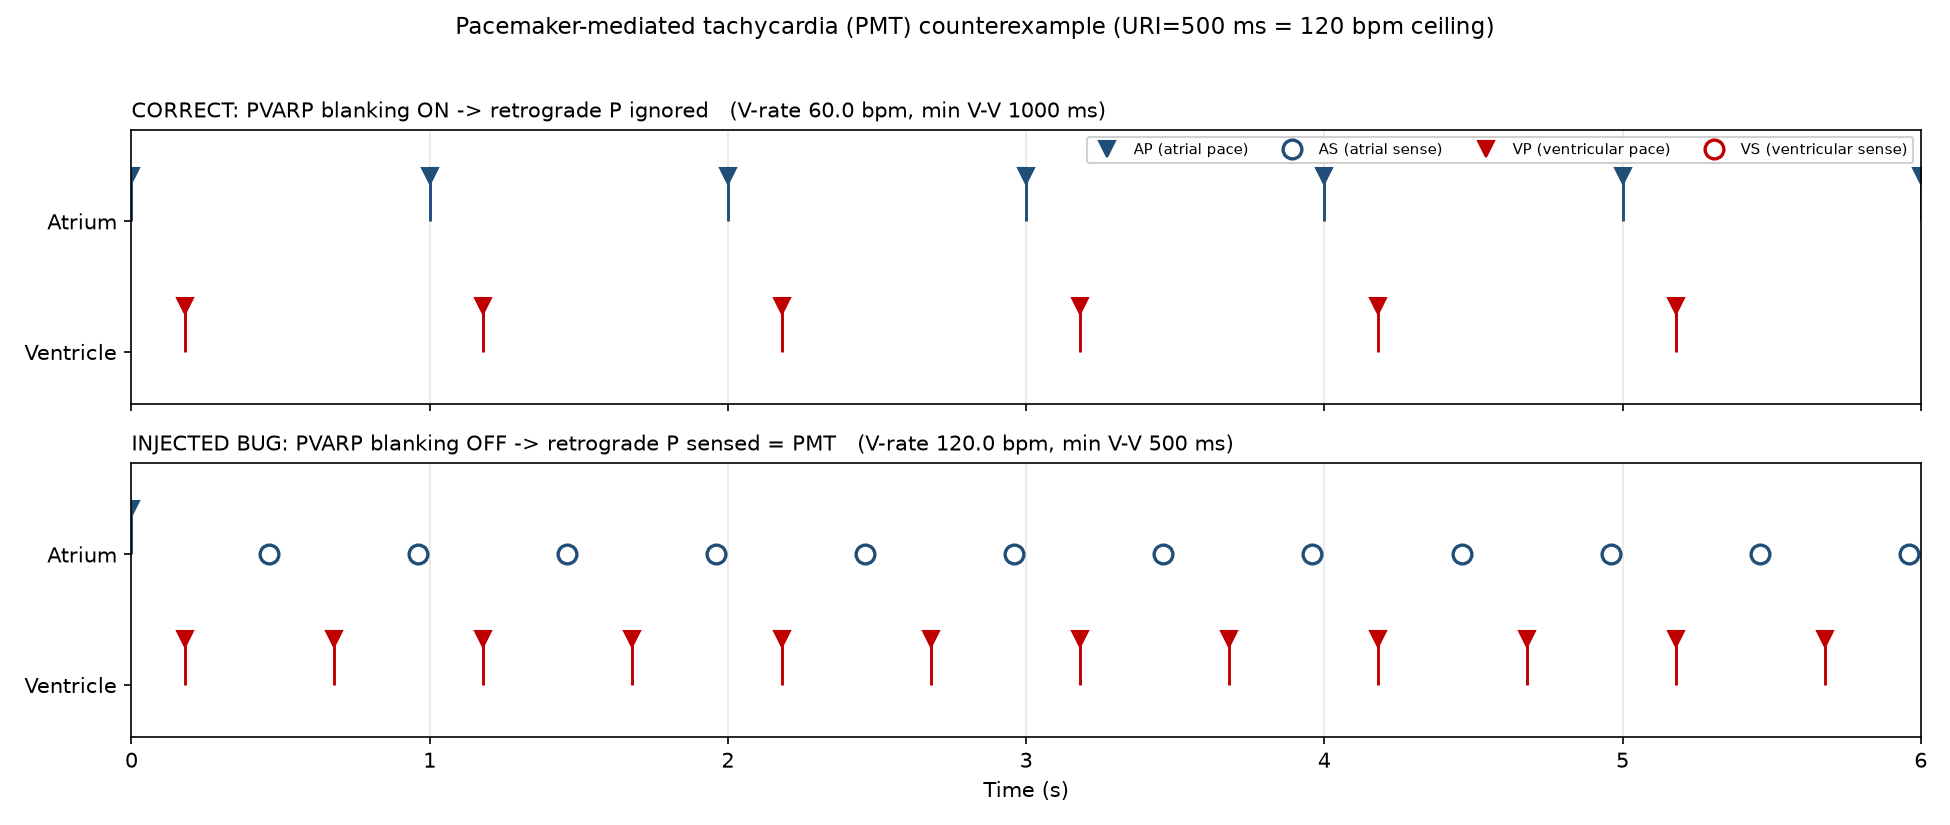 Pacemaker-mediated tachycardia (PMT) counterexample (URI=500 ms = 120 bpm ceiling)
CORRECT: PVARP blanking ON -> retrograde P ignored (V-rate 60.0 bpm, min V-V 1000 ms)
AP (atrial pace) AS (atrial sense) VP (ventricular pace) VS (ventricular sense)
Atrium
Ventricle
INJECTED BUG: PVARP blanking OFF -> retrograde P sensed = PMT (V-rate 120.0 bpm, min V-V 500 ms)
Atrium
Ventricle
0 1 2 3 4 5 6
Time (s)